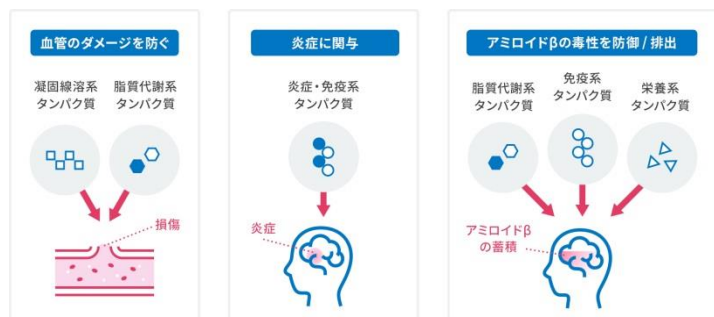 血管のダメージを防ぐ
凝固線溶系
タンパク質
脂質代謝系
タンパク質
損傷
炎症に関与
炎症・免疫系
タンパク質
炎症
アミロイドβの毒性を防御 / 排出
脂質代謝系
タンパク質
免疫系
タンパク質
栄養系
タンパク質
アミロイドβ
の蓄積